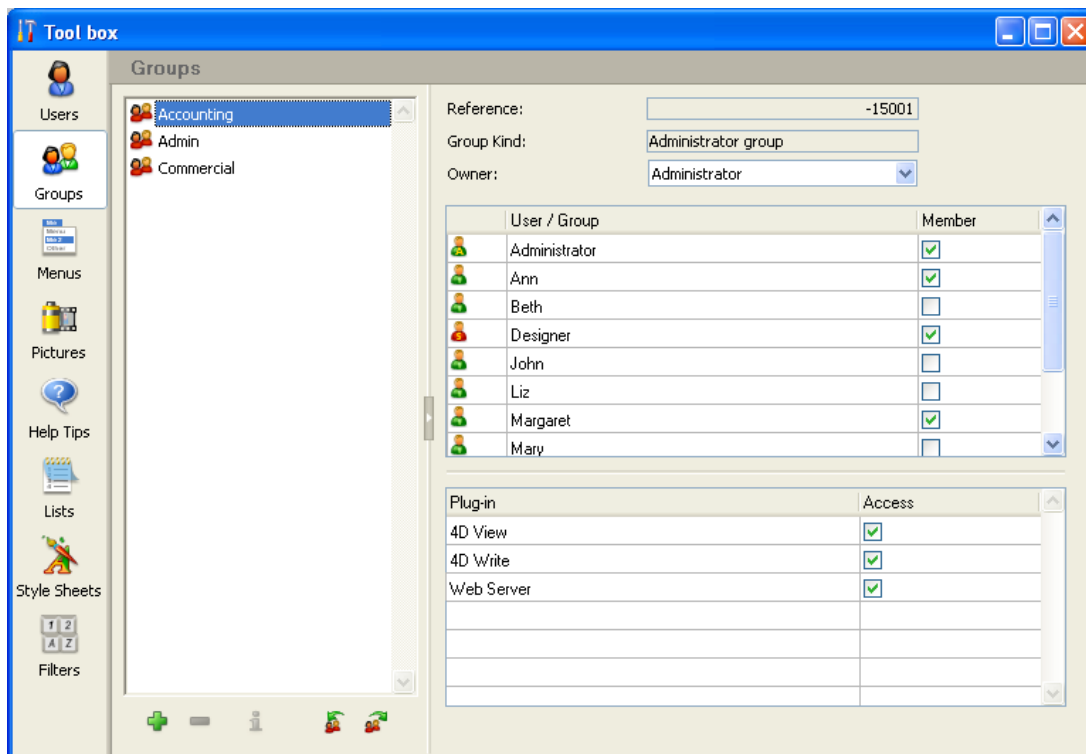 Tool box
Users
Groups
Menus
Pictures
Help Tips
Lists
Style Sheets
Filters
Groups
Accounting
Admin
Commercial
Reference: -15001
Group Kind: Administrator group
Owner: Administrator
User / Group Member
Administrator
Ann
Beth
Designer
John
Liz
Margaret
Mary
Plug-in Access
4D View
4D Write
Web Server